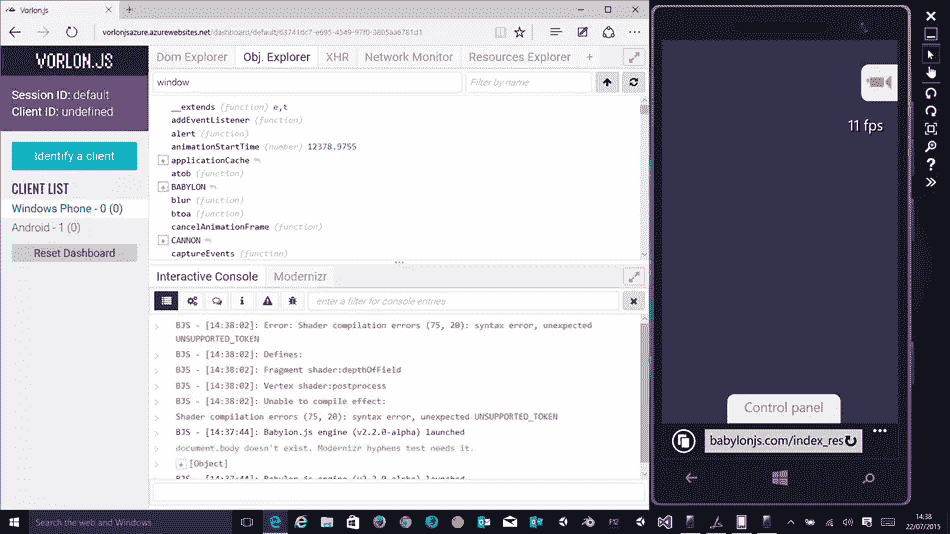 Vorlon.js
vorlonjsazure.azurewebsites.net/dashboard/default/63741dc7-e695-4549-97f0-3805aa6781d1
VORLON.JS
Session ID: default
Client ID: undefined
Identify a client
CLIENT LIST
Windows Phone - 0 (0)
Android - 1 (0)
Reset Dashboard
Dom Explorer Obj. Explorer XHR Network Monitor Resources Explorer +
window
Filter by name
__extends (function) e,t
addEventListener (function)
alert (function)
animationStartTime (number) 12378.9755
applicationCache
atob (function)
BABYLON
blur (function)
btoa (function)
cancelAnimationFrame (function)
CANNON
captureEvents (function)
Interactive Console Modernizr
enter a filter for console entries
BJS - [14:38:02]: Error: Shader compilation errors (75, 20): syntax error, unexpected
UNSUPPORTED_TOKEN
BJS - [14:38:02]: Defines:
BJS - [14:38:02]: Fragment shader:depthOfField
BJS - [14:38:02]: Vertex shader:postprocess
BJS - [14:38:02]: Unable to compile effect:
Shader compilation errors (75, 20): syntax error, unexpected UNSUPPORTED_TOKEN
BJS - [14:37:44]: Babylon.js engine (v2.2.0-alpha) launched
document.body doesn't exist. Modernizr hyphens test needs it.
[Object]
BJS - [14:37:44]: Babylon.js engine (v2.2.0-alpha) launched
11 fps
Control panel
babylonjs.com/index_res
Search the web and Windows
14:38
22/07/2015